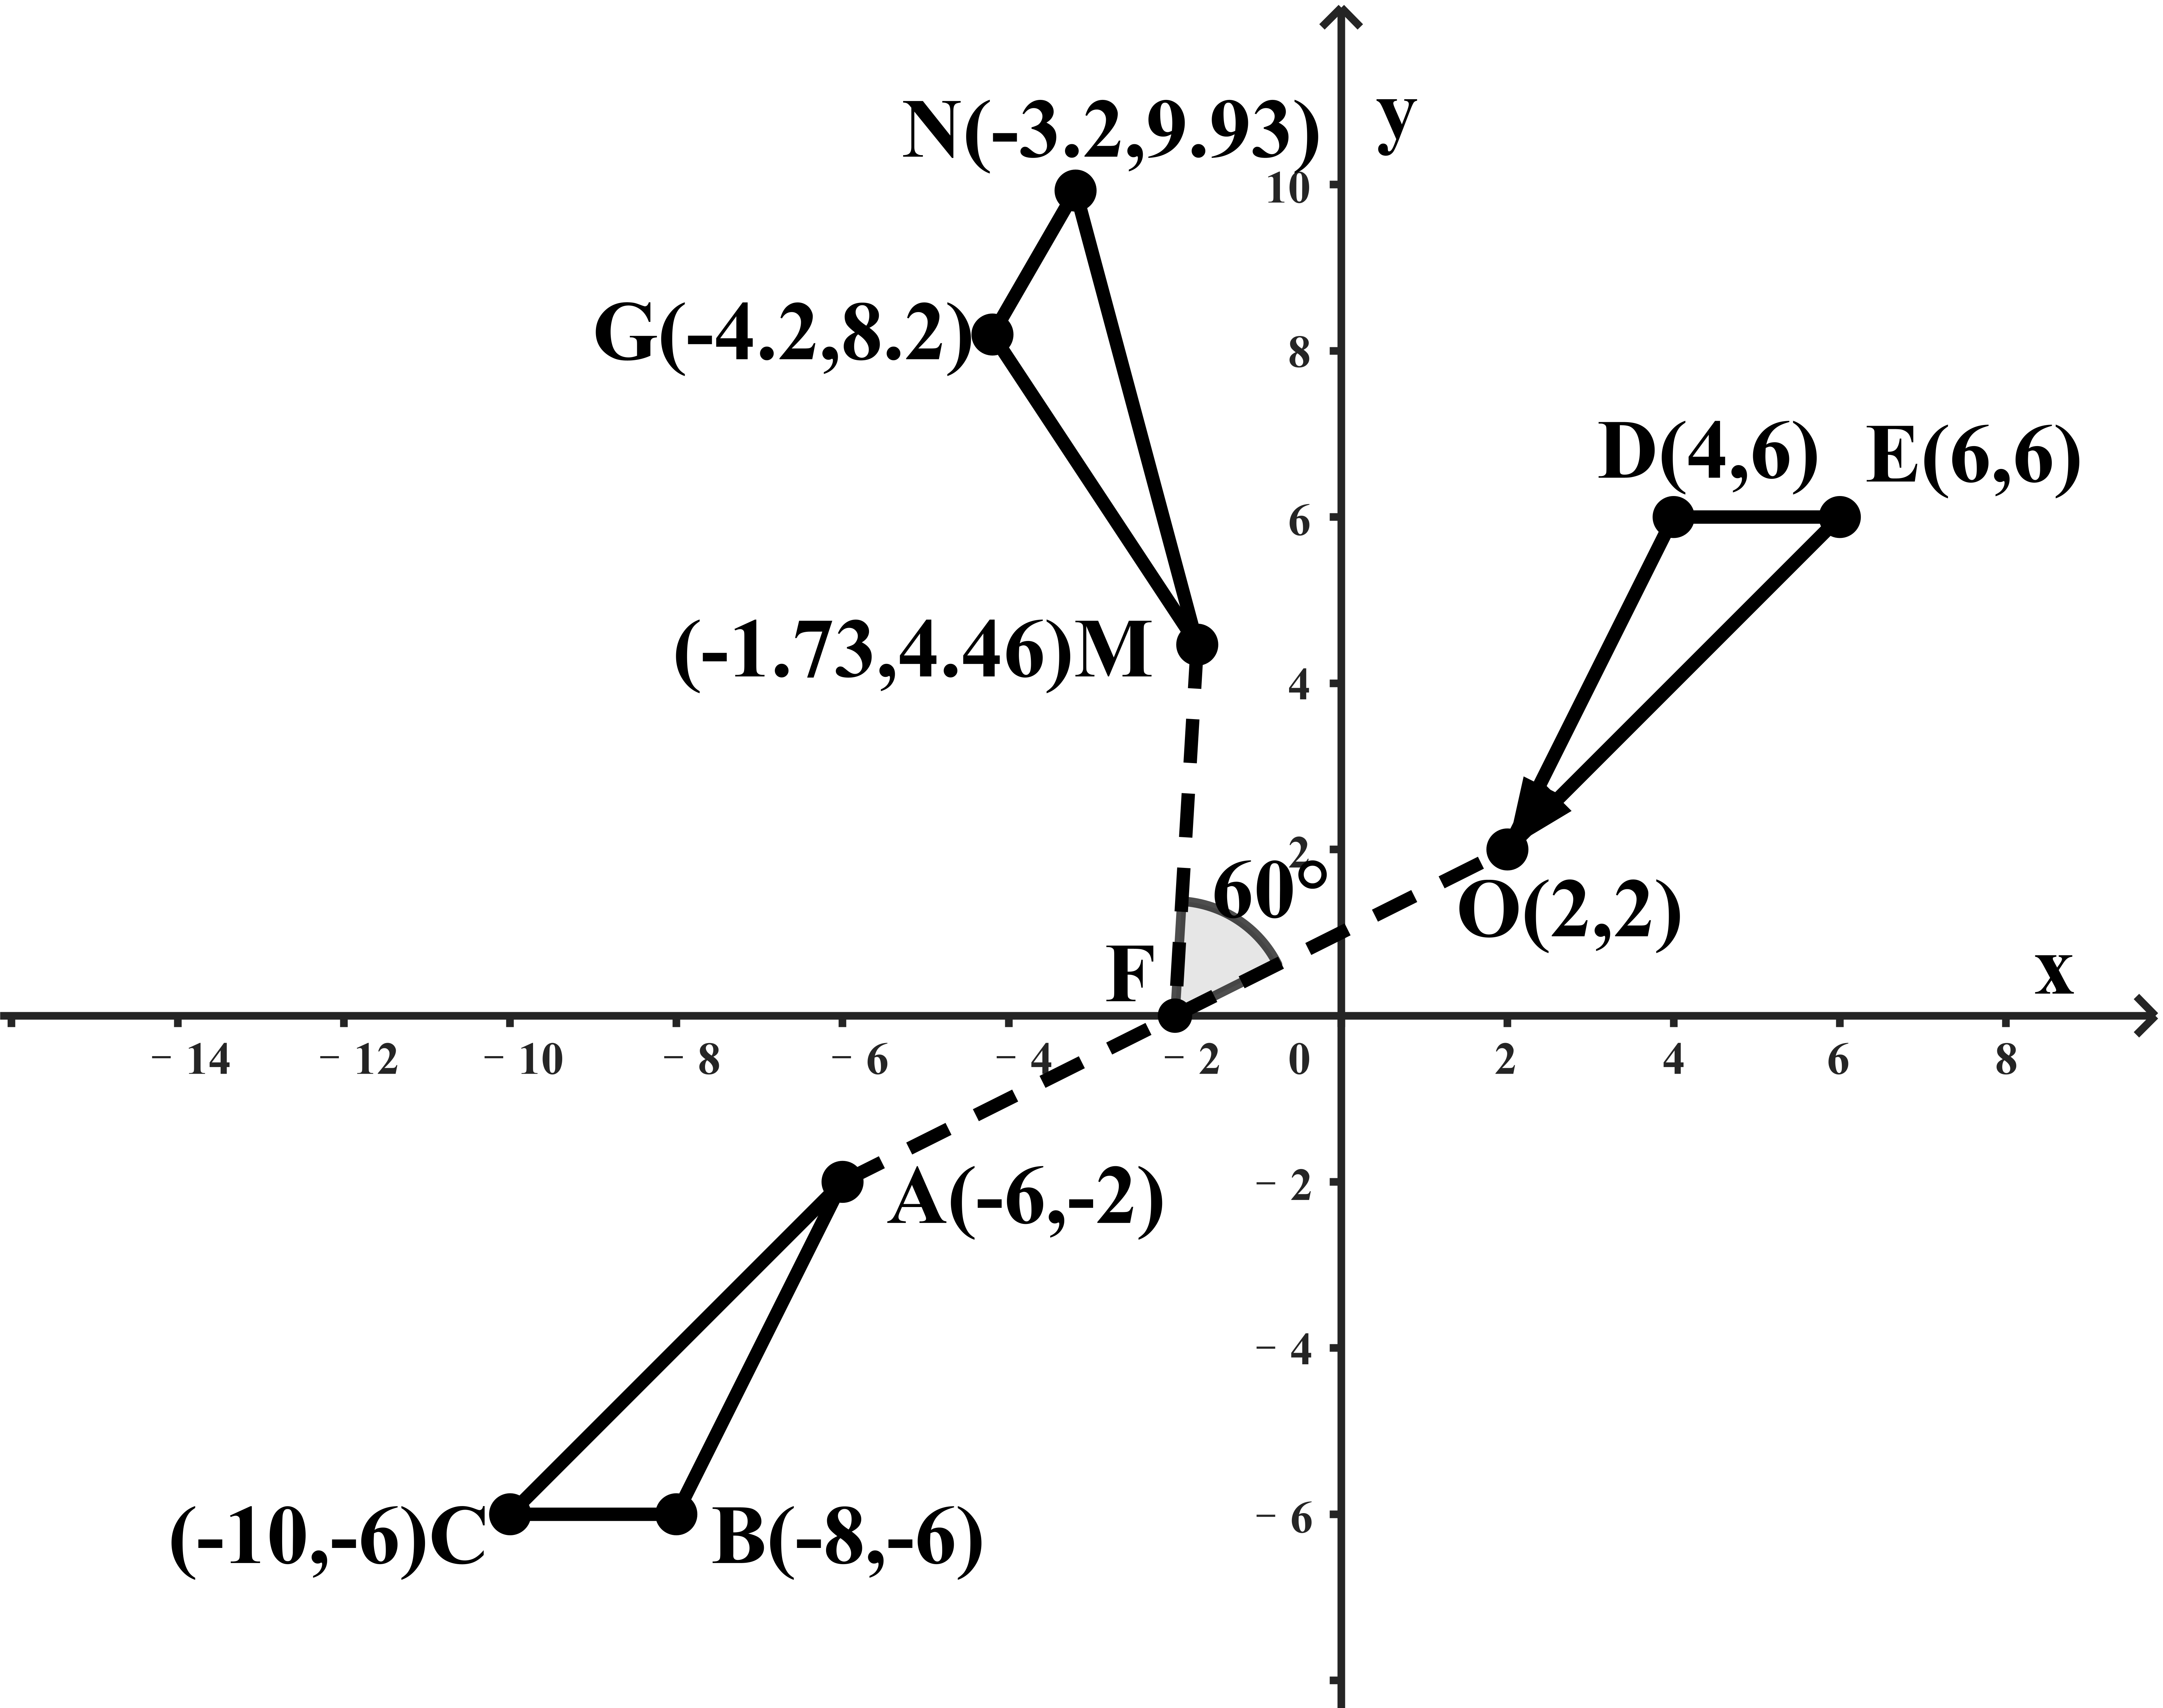 N(-3.2,9.93)
y
10
G(-4.2,8.2)
8
D(4,6)
E(6,6)
6
(-1.73,4.46)M
4
2
60°
O(2,2)
F
x
− 14
− 12
− 10
− 8
− 6
− 4
− 2
0
2
4
6
8
A(-6,-2)
− 2
− 4
(-10,-6)C
B(-8,-6)
− 6